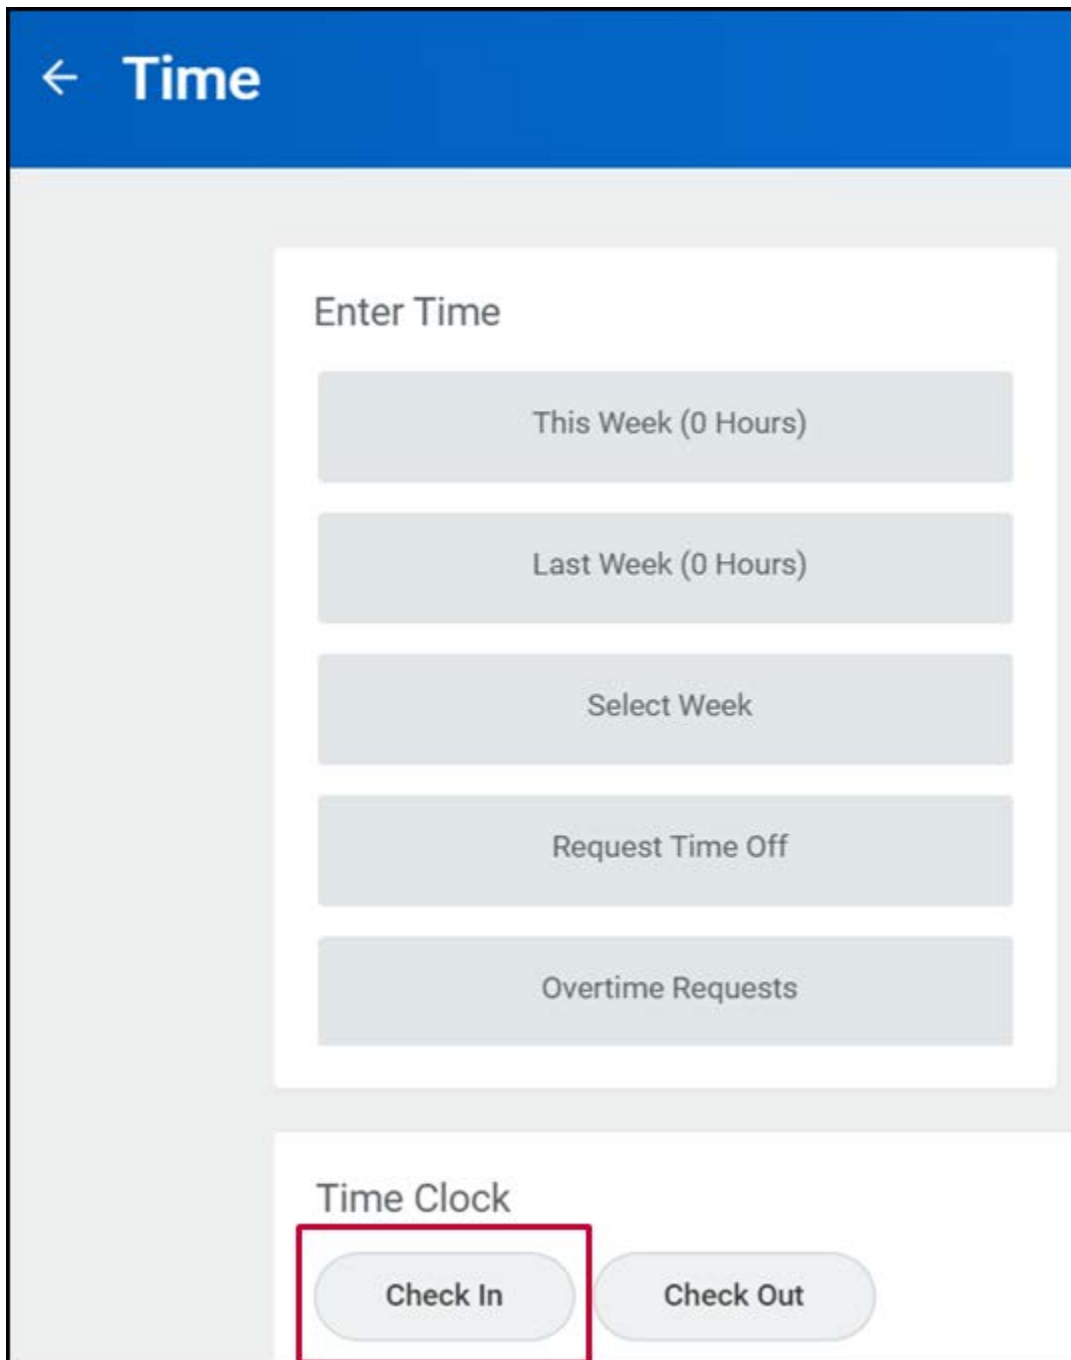 Time
Enter Time
This Week (0 Hours)
Last Week (0 Hours)
Select Week
Request Time Off
Overtime Requests
Time Clock
Check In
Check Out